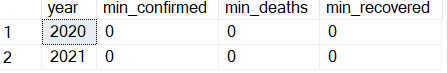 year min_confirmed min_deaths min_recovered
1 2020 0 0 0
2 2021 0 0 0